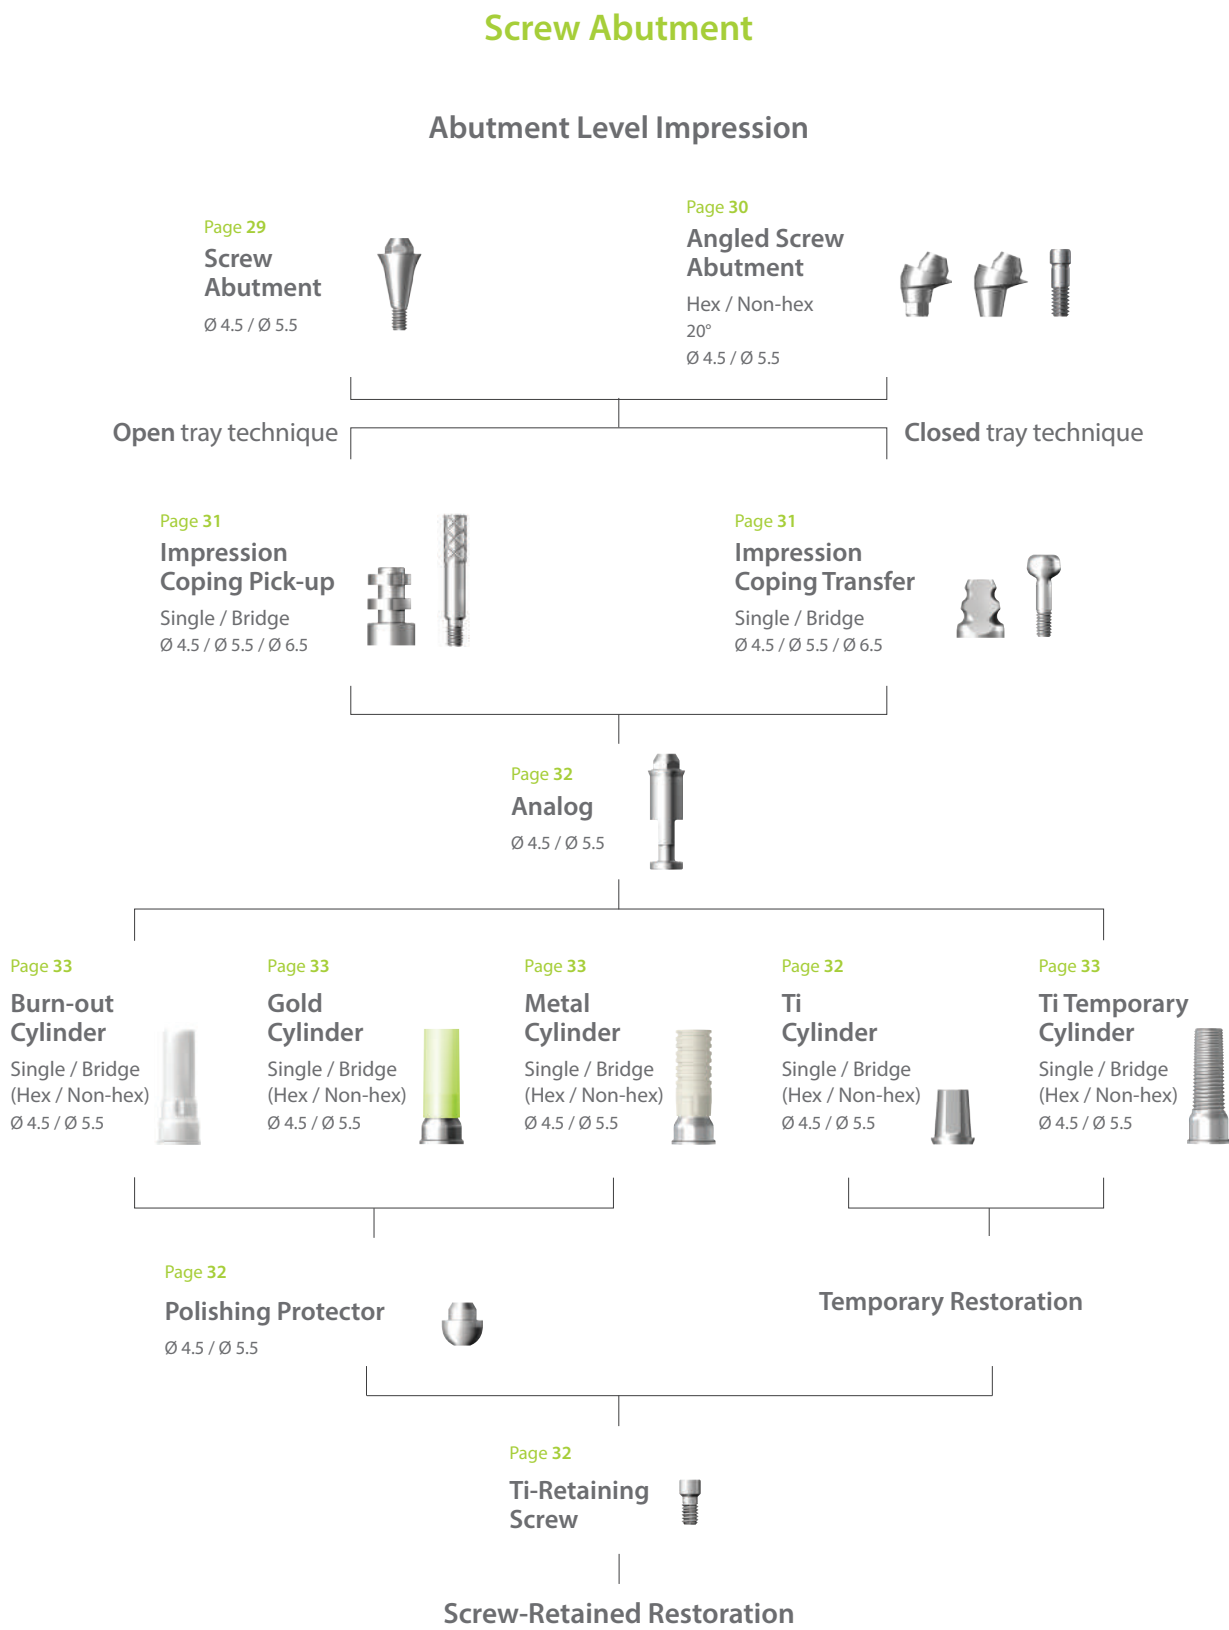 Screw Abutment
Abutment Level Impression
Page 29
Screw
Abutment
Ø 4.5 / Ø 5.5
Page 30
Angled Screw
Abutment
Hex / Non-hex
20°
Ø 4.5 / Ø 5.5
Open tray technique
Closed tray technique
Page 31
Impression
Coping Pick-up
Single / Bridge
Ø 4.5 / Ø 5.5 / Ø 6.5
Page 31
Impression
Coping Transfer
Single / Bridge
Ø 4.5 / Ø 5.5 / Ø 6.5
Page 32
Analog
Ø 4.5 / Ø 5.5
Page 33
Burn-out
Cylinder
Single / Bridge
(Hex / Non-hex)
Ø 4.5 / Ø 5.5
Page 33
Gold
Cylinder
Single / Bridge
(Hex / Non-hex)
Ø 4.5 / Ø 5.5
Page 33
Metal
Cylinder
Single / Bridge
(Hex / Non-hex)
Ø 4.5 / Ø 5.5
Page 32
Ti
Cylinder
Single / Bridge
(Hex / Non-hex)
Ø 4.5 / Ø 5.5
Page 33
Ti Temporary
Cylinder
Single / Bridge
(Hex / Non-hex)
Ø 4.5 / Ø 5.5
Page 32
Polishing Protector
Ø 4.5 / Ø 5.5
Temporary Restoration
Page 32
Ti-Retaining
Screw
Screw-Retained Restoration